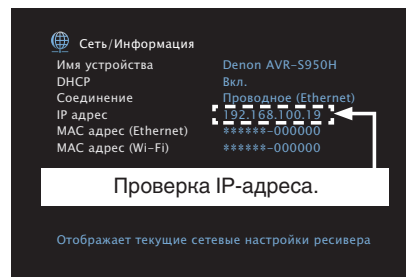 Сеть/Информация
Имя устройства Denon AVR-S950H
DHCP Вкл.
Соединение Проводное (Ethernet)
IP адрес 192.168.100.19
MAC адрес (Ethernet) ******-000000
MAC адрес (Wi-Fi) ******-000000
Проверка IP-адреса.
Отображает текущие сетевые настройки ресивера